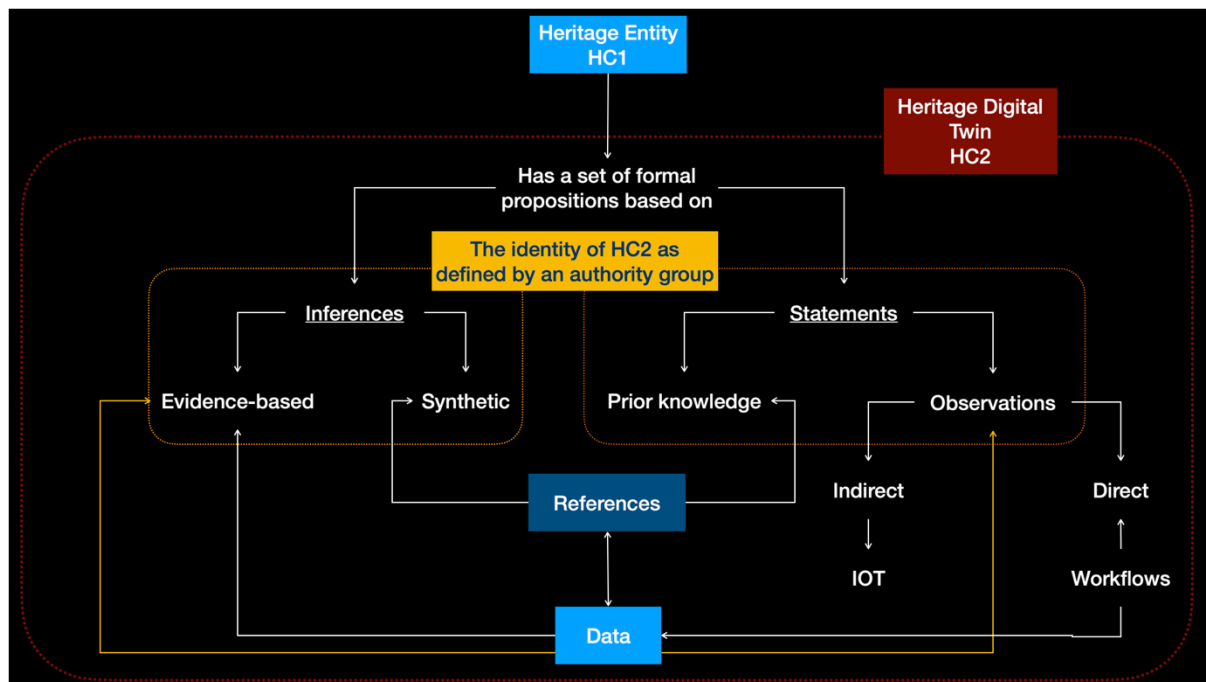 Heritage Entity
HC1
Heritage Digital
Twin
HC2
Has a set of formal
propositions based on
The identity of HC2 as
defined by an authority group
Inferences
Statements
Evidence-based
Synthetic
Prior knowledge
Observations
References
Indirect
Direct
IOT
Workflows
Data